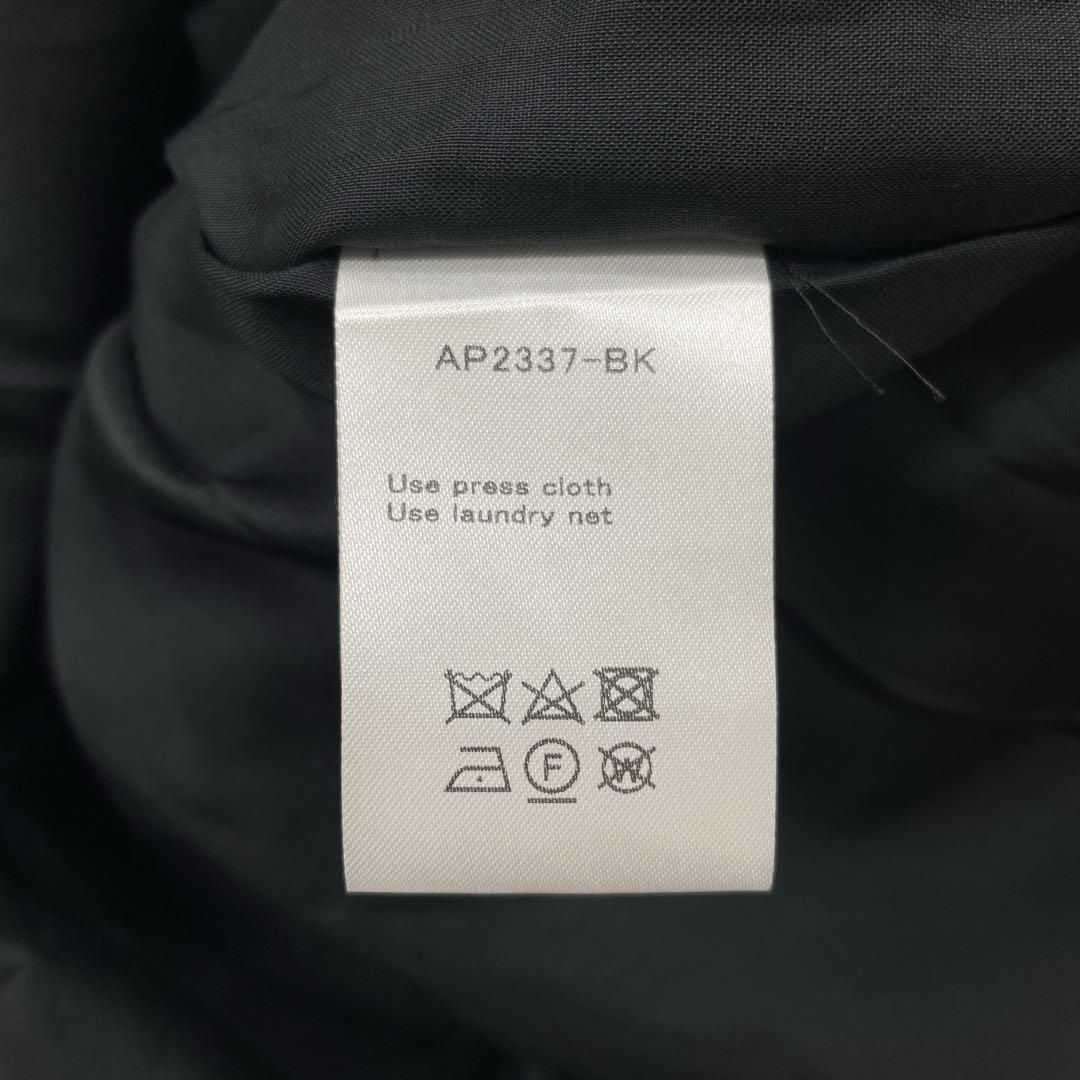 AP2337-BK
Use press cloth
Use laundry net
F
W